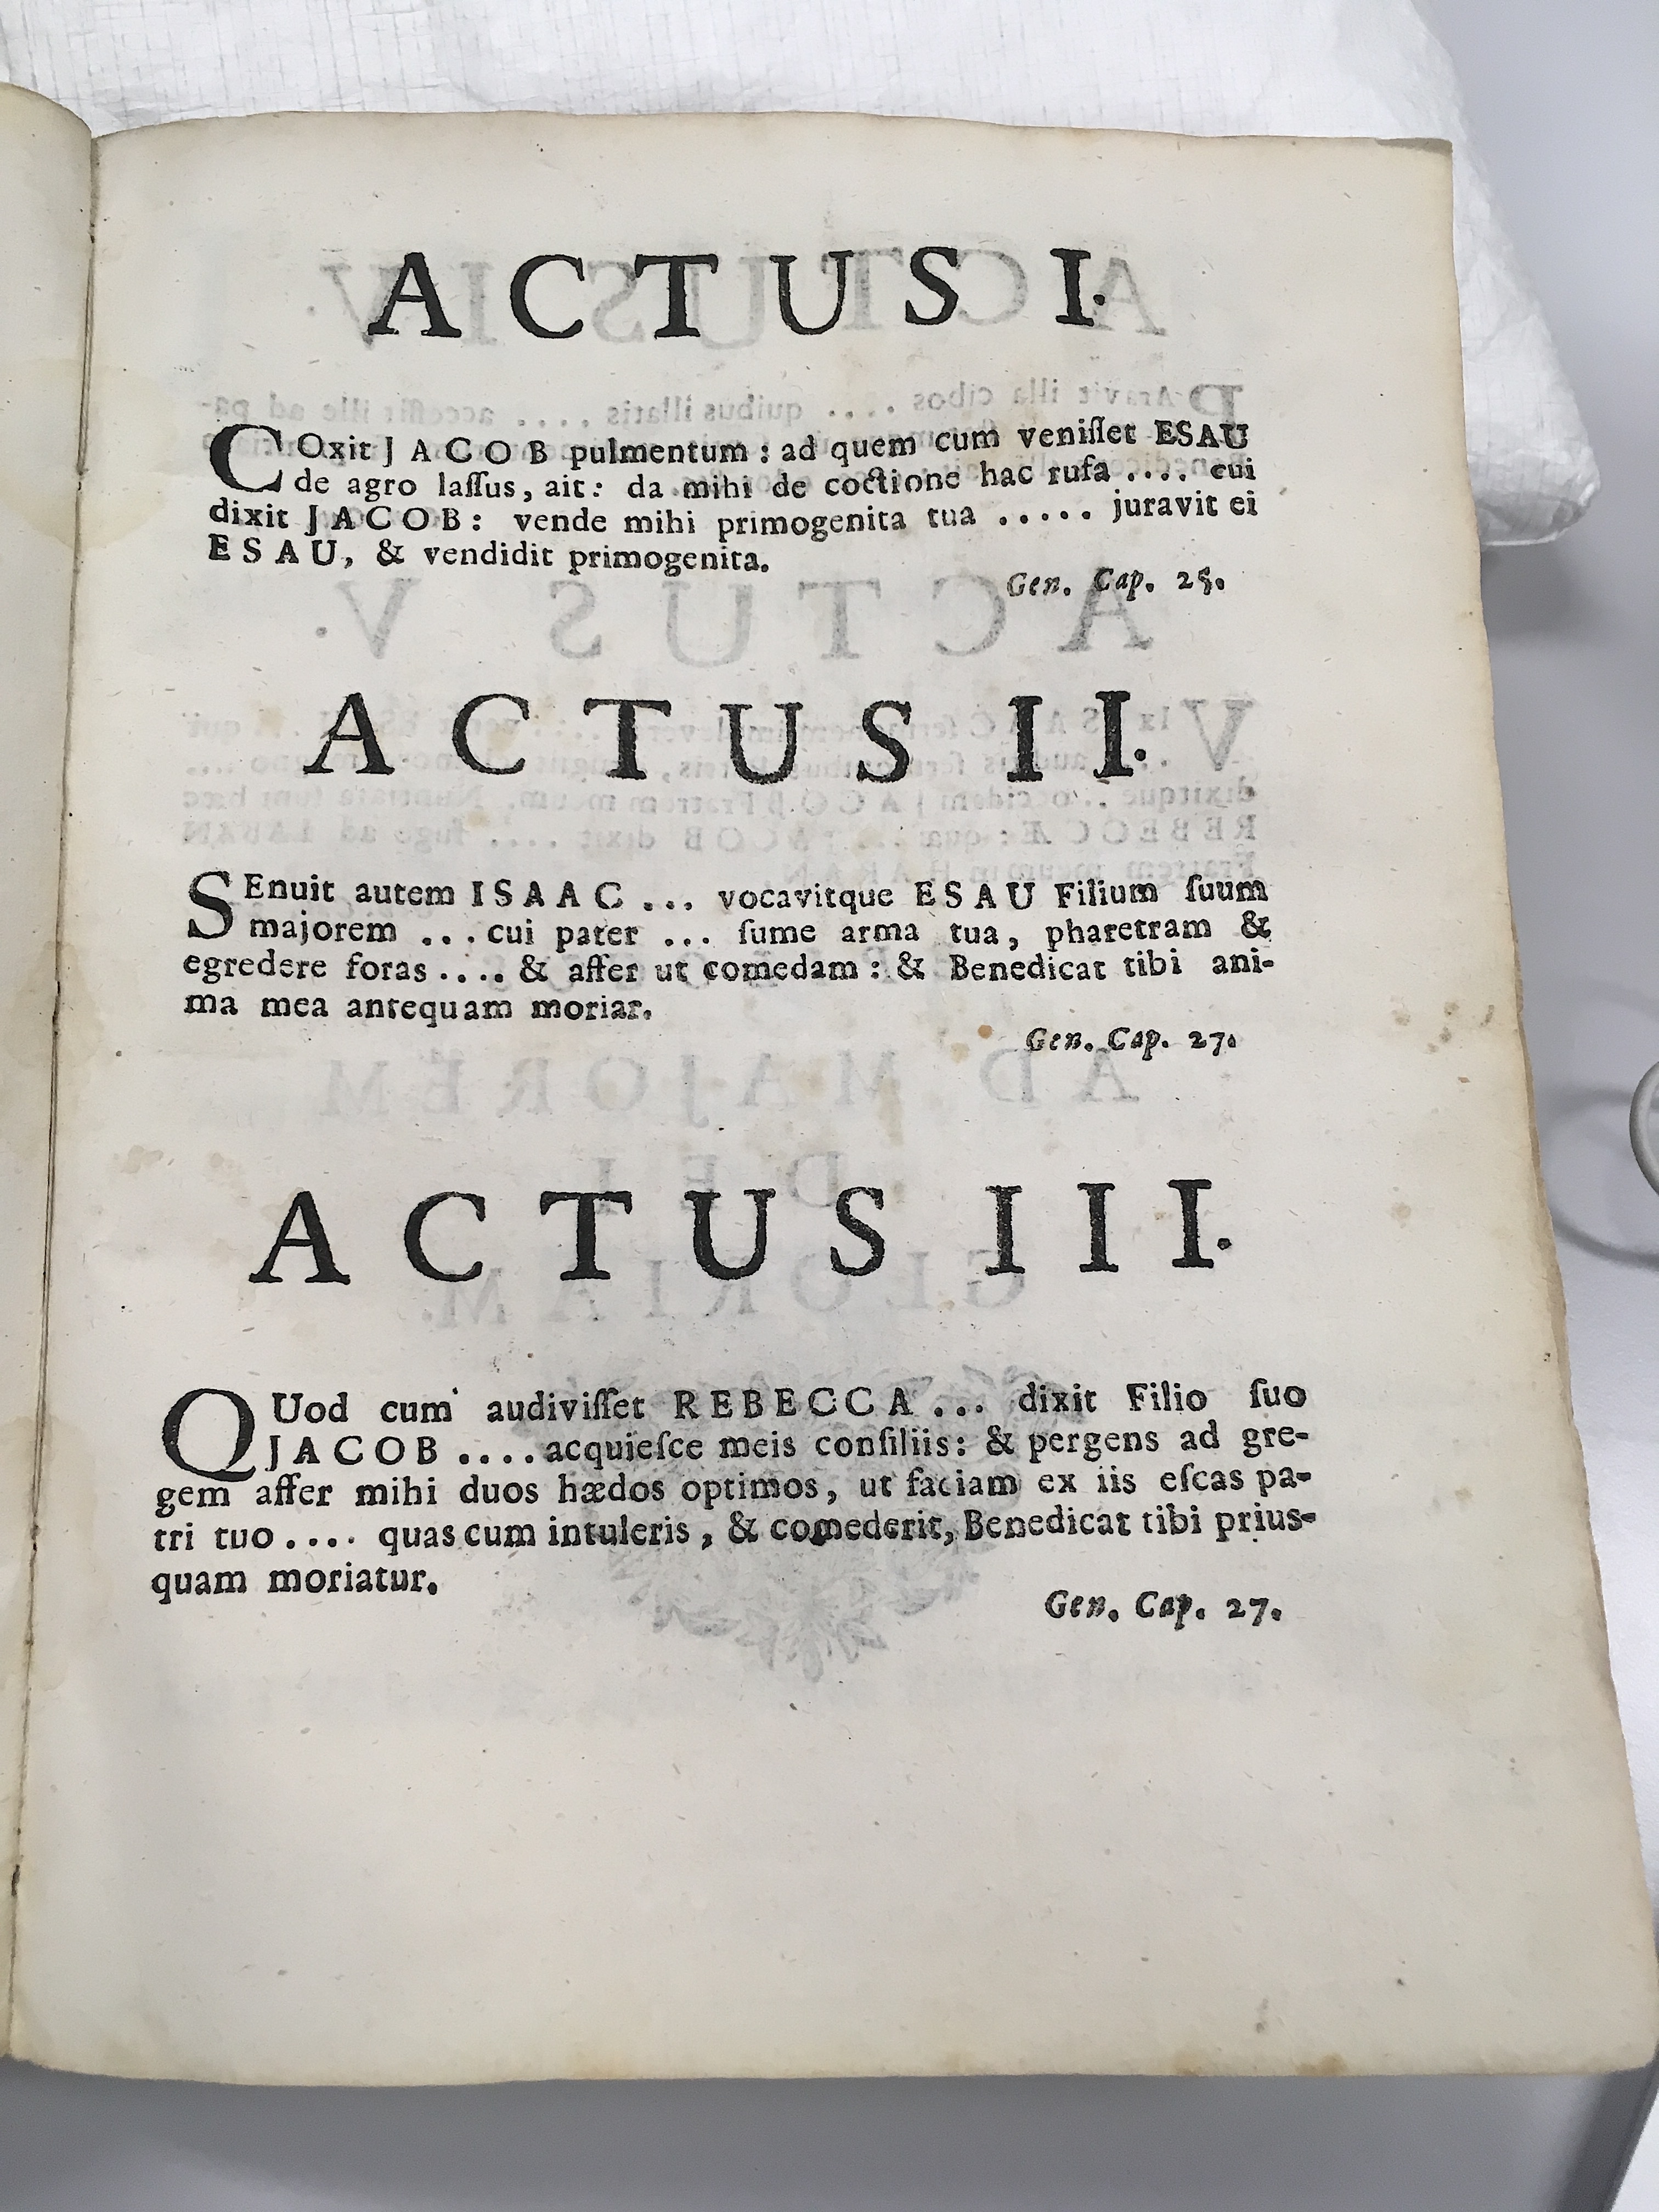 ACTUS I.
COxit JACOB pulmentum : ad quem cum veniſſet ESAU
de agro laſſus, ait : da mihi de coctione hac rufa .... cui
dixit JACOB : vende mihi primogenita tua ..... juravit ei
ESAU, & vendidit primogenita.
Gen. Cap. 25.
ACTUS II.
SEnuit autem ISAAC ... vocavitque ESAU Filium ſuum
majorem ... cui pater ... ſume arma tua, pharetram &
egredere foras .... & affer ut comedam : & Benedicat tibi ani-
ma mea antequam moriar.
Gen. Cap. 27.
ACTUS III.
QUod cum audiviſſet REBECCA ... dixit Filio ſuo
JACOB .... acquieſce meis conſiliis : & pergens ad gre-
gem affer mihi duos hædos optimos, ut faciam ex iis eſcas pa-
tri tuo .... quas cum intuleris, & comederit, Benedicat tibi prius-
quam moriatur.
Gen. Cap. 27.